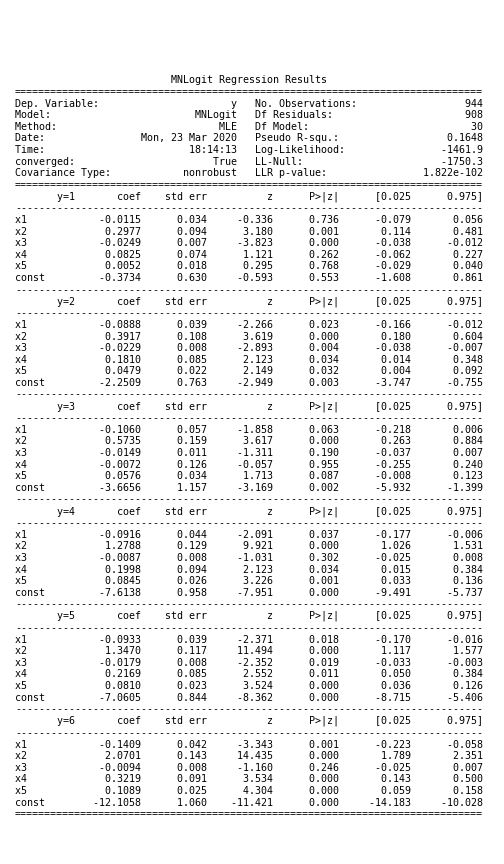 MNLogit Regression Results
==============================================================================
Dep. Variable:                      y   No. Observations:                  944
Model:                        MNLogit   Df Residuals:                      908
Method:                           MLE   Df Model:                           30
Date:                Mon, 23 Mar 2020   Pseudo R-squ.:                  0.1648
Time:                        18:14:13   Log-Likelihood:                -1461.9
converged:                       True   LL-Null:                       -1750.3
Covariance Type:            nonrobust   LLR p-value:                1.822e-102
==============================================================================
       y=1       coef    std err          z      P>|z|      [0.025      0.975]
------------------------------------------------------------------------------
x1            -0.0115      0.034     -0.336      0.736      -0.079       0.056
x2             0.2977      0.094      3.180      0.001       0.114       0.481
x3            -0.0249      0.007     -3.823      0.000      -0.038      -0.012
x4             0.0825      0.074      1.121      0.262      -0.062       0.227
x5             0.0052      0.018      0.295      0.768      -0.029       0.040
const         -0.3734      0.630     -0.593      0.553      -1.608       0.861
------------------------------------------------------------------------------
       y=2       coef    std err          z      P>|z|      [0.025      0.975]
------------------------------------------------------------------------------
x1            -0.0888      0.039     -2.266      0.023      -0.166      -0.012
x2             0.3917      0.108      3.619      0.000       0.180       0.604
x3            -0.0229      0.008     -2.893      0.004      -0.038      -0.007
x4             0.1810      0.085      2.123      0.034       0.014       0.348
x5             0.0479      0.022      2.149      0.032       0.004       0.092
const         -2.2509      0.763     -2.949      0.003      -3.747      -0.755
------------------------------------------------------------------------------
       y=3       coef    std err          z      P>|z|      [0.025      0.975]
------------------------------------------------------------------------------
x1            -0.1060      0.057     -1.858      0.063      -0.218       0.006
x2             0.5735      0.159      3.617      0.000       0.263       0.884
x3            -0.0149      0.011     -1.311      0.190      -0.037       0.007
x4            -0.0072      0.126     -0.057      0.955      -0.255       0.240
x5             0.0576      0.034      1.713      0.087      -0.008       0.123
const         -3.6656      1.157     -3.169      0.002      -5.932      -1.399
------------------------------------------------------------------------------
       y=4       coef    std err          z      P>|z|      [0.025      0.975]
------------------------------------------------------------------------------
x1            -0.0916      0.044     -2.091      0.037      -0.177      -0.006
x2             1.2788      0.129      9.921      0.000       1.026       1.531
x3            -0.0087      0.008     -1.031      0.302      -0.025       0.008
x4             0.1998      0.094      2.123      0.034       0.015       0.384
x5             0.0845      0.026      3.226      0.001       0.033       0.136
const         -7.6138      0.958     -7.951      0.000      -9.491      -5.737
------------------------------------------------------------------------------
       y=5       coef    std err          z      P>|z|      [0.025      0.975]
------------------------------------------------------------------------------
x1            -0.0933      0.039     -2.371      0.018      -0.170      -0.016
x2             1.3470      0.117     11.494      0.000       1.117       1.577
x3            -0.0179      0.008     -2.352      0.019      -0.033      -0.003
x4             0.2169      0.085      2.552      0.011       0.050       0.384
x5             0.0810      0.023      3.524      0.000       0.036       0.126
const         -7.0605      0.844     -8.362      0.000      -8.715      -5.406
------------------------------------------------------------------------------
       y=6       coef    std err          z      P>|z|      [0.025      0.975]
------------------------------------------------------------------------------
x1            -0.1409      0.042     -3.343      0.001      -0.223      -0.058
x2             2.0701      0.143     14.435      0.000       1.789       2.351
x3            -0.0094      0.008     -1.160      0.246      -0.025       0.007
x4             0.3219      0.091      3.534      0.000       0.143       0.500
x5             0.1089      0.025      4.304      0.000       0.059       0.158
const        -12.1058      1.060    -11.421      0.000     -14.183     -10.028
==============================================================================